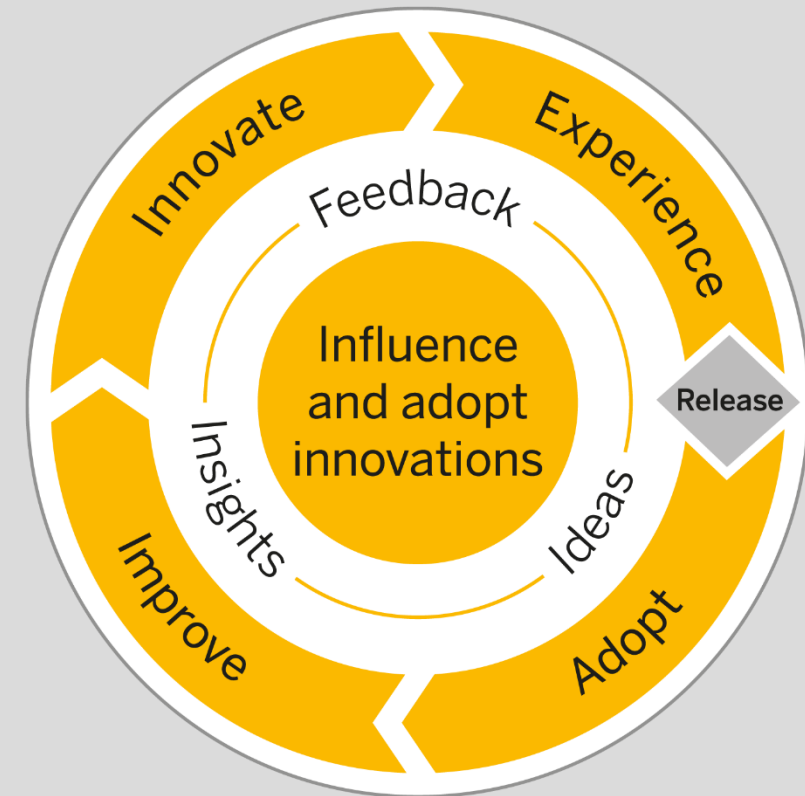 Innovate
Experience
Feedback
Influence
and adopt
innovations
Release
Insights
Ideas
Improve
Adopt